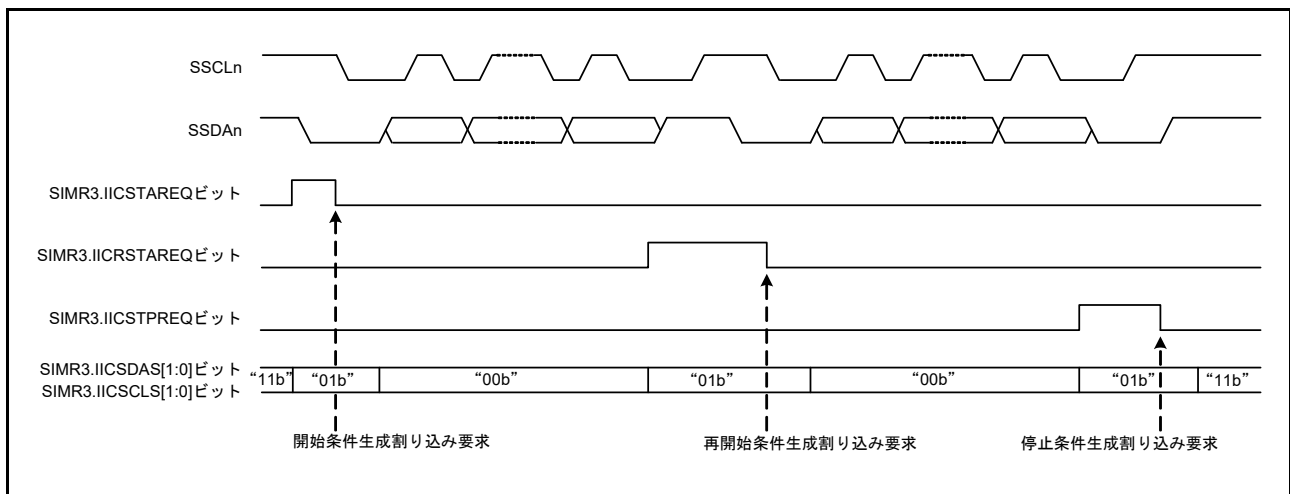 SSCLn
SSDAn
SIMR3.IICSTAREQビット
SIMR3.IICRSTAREQビット
SIMR3.IICSTPREQビット
SIMR3.IICSDAS[1:0]ビット
SIMR3.IICSCLS[1:0]ビット
“11b” “01b” “00b” “01b” “00b” “01b” “11b”
開始条件生成割り込み要求 再開始条件生成割り込み要求 停止条件生成割り込み要求